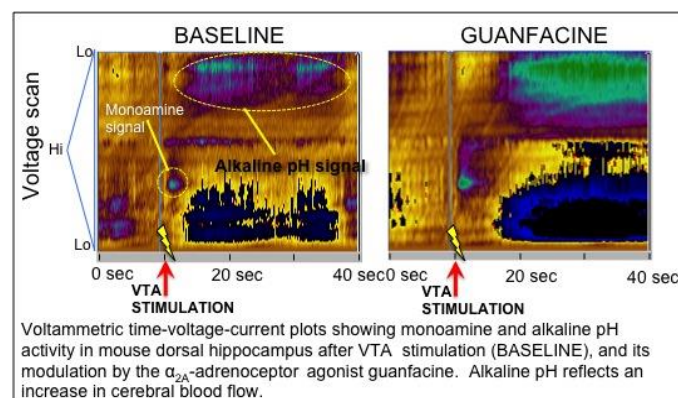 BASELINE
GUANFACINE
Lo
Voltage scan
Hi
Lo
Monoamine
signal
Alkaline pH signal
0 sec 20 sec 40 sec
VTA
STIMULATION
0 sec 20 sec 40 sec
VTA
STIMULATION
Voltammetric time-voltage-current plots showing monoamine and alkaline pH
activity in mouse dorsal hippocampus after VTA stimulation (BASELINE), and its
modulation by the α2A-adrenoceptor agonist guanfacine. Alkaline pH reflects an
increase in cerebral blood flow.